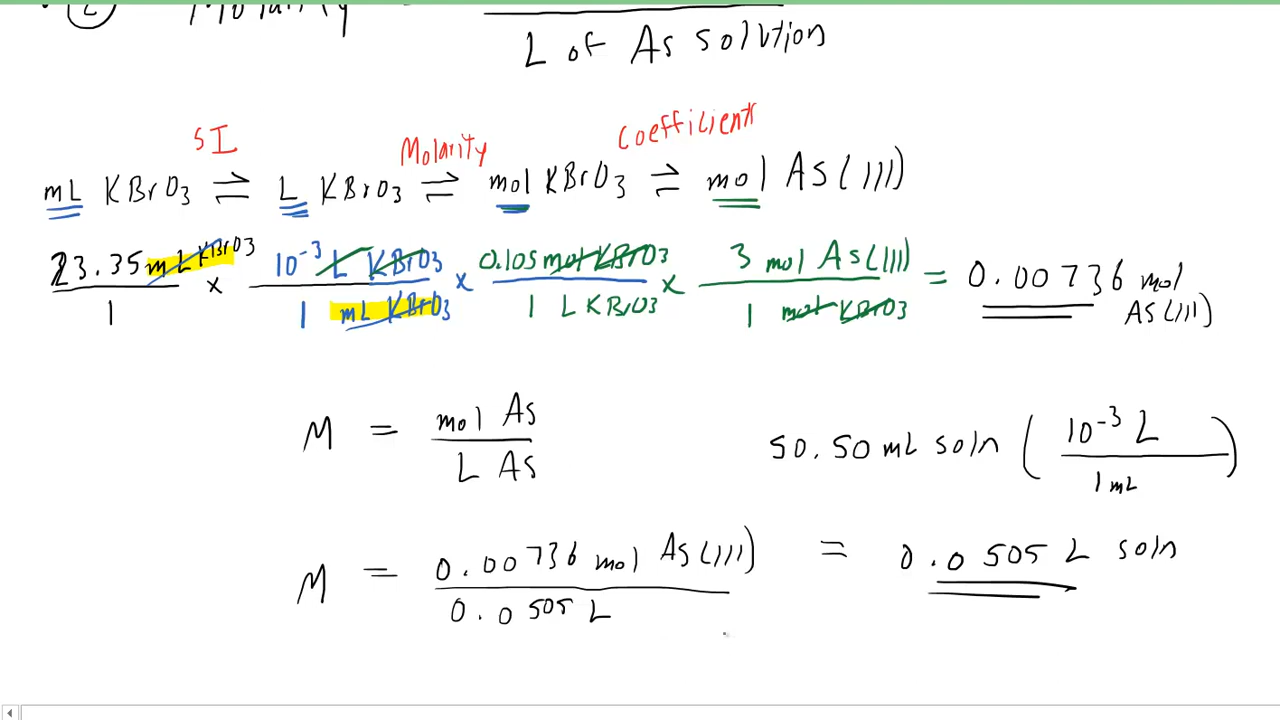 2 Molarity
L of As solution
SI Molarity Coefficient
mL KBrO3 ⇌ L KBrO3 ⇌ mol KBrO3 ⇌ mol As(III)
23.35 mL KBrO3 10-3 L KBrO3 0.105 mol KBrO3 3 mol As(III)
x x x = 0.00736 mol
1 1 mL KBrO3 1 L KBrO3 1 mol KBrO3 As(III)
M = mol As
L As
50.50 mL soln ( 10-3 L
1 mL )
M = 0.00736 mol As(III)
0.0505 L
= 0.0505 L soln